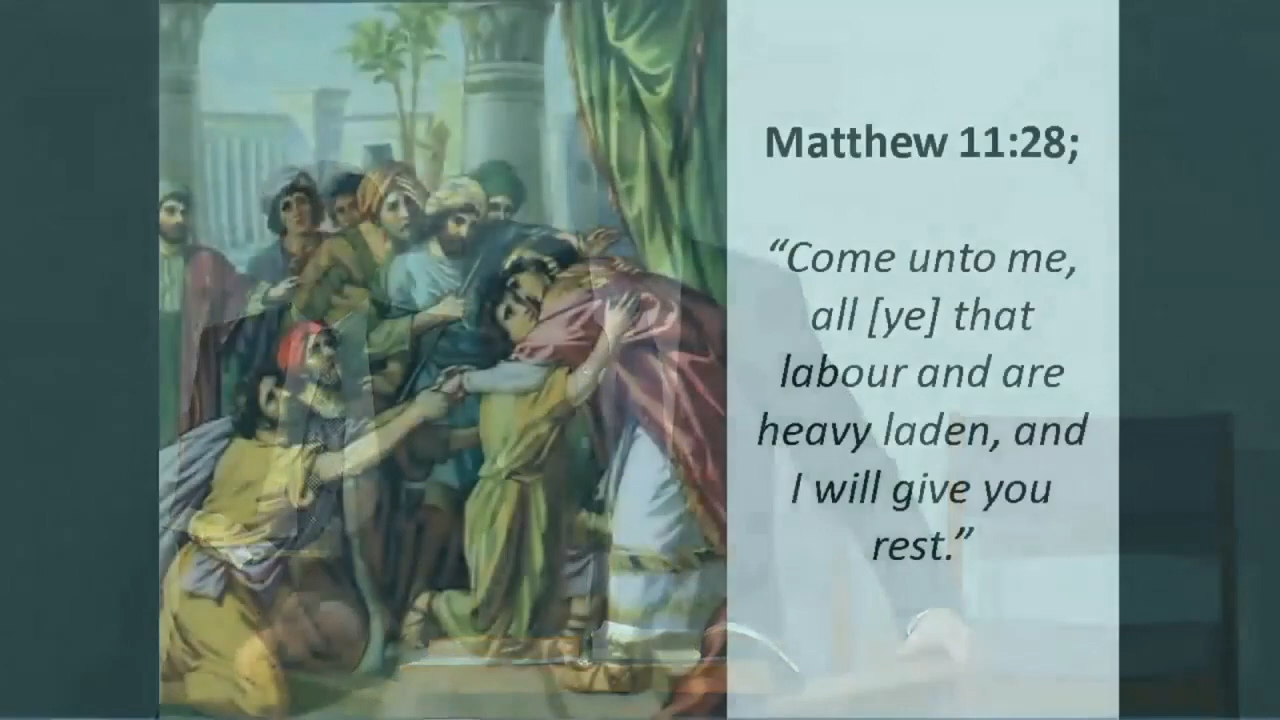 Matthew 11:28;
“Come unto me,
all [ye] that
labour and are
heavy laden, and
I will give you
rest.”